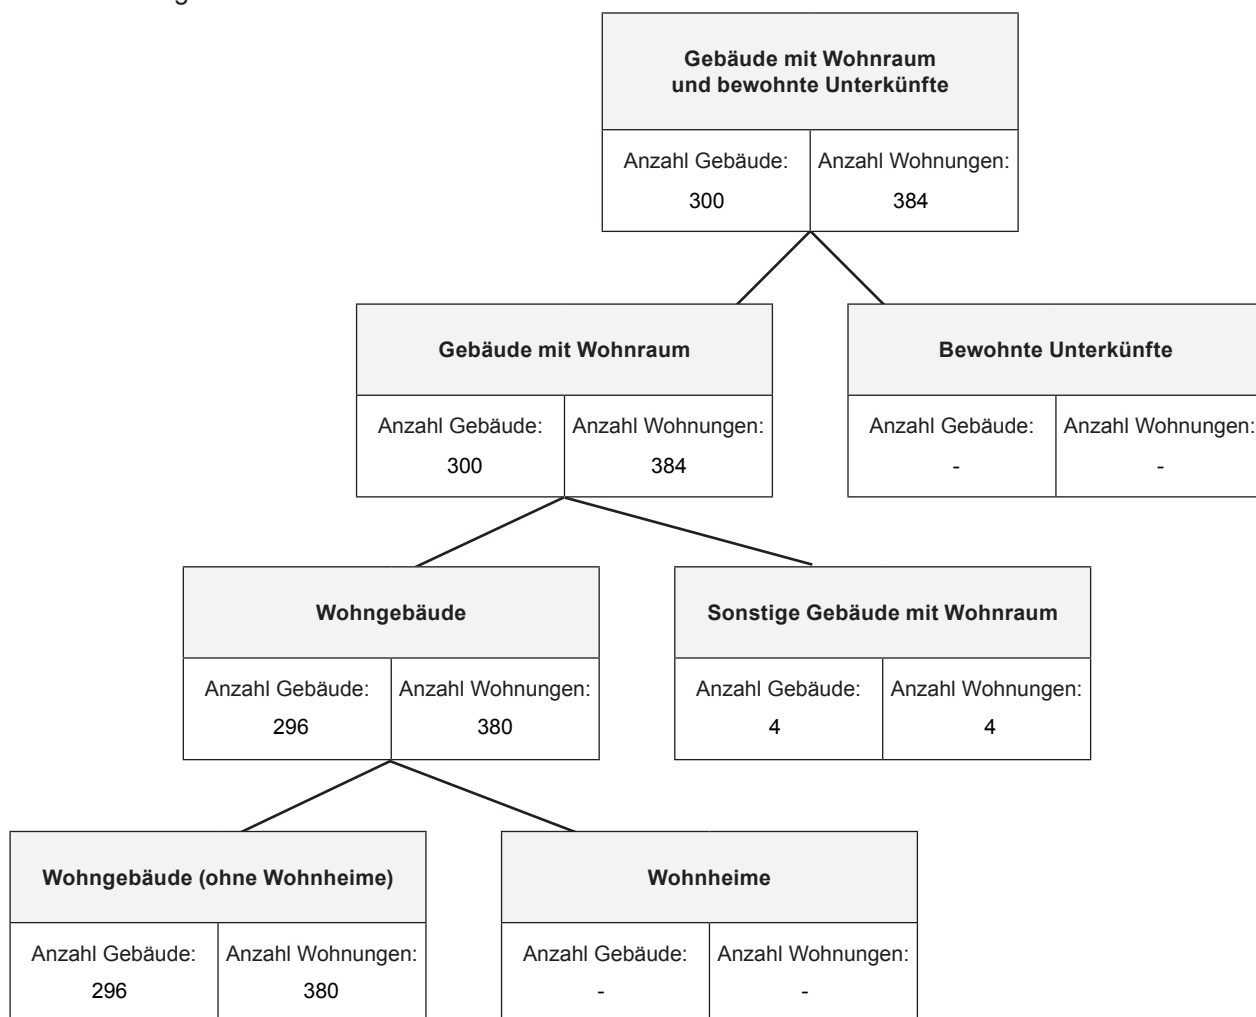 Gebäude mit Wohnraum
und bewohnte Unterkünfte
Anzahl Gebäude: Anzahl Wohnungen:
300 384
Gebäude mit Wohnraum
Anzahl Gebäude: Anzahl Wohnungen:
300 384
Bewohnte Unterkünfte
Anzahl Gebäude: Anzahl Wohnungen:
- -
Wohngebäude
Anzahl Gebäude: Anzahl Wohnungen:
296 380
Sonstige Gebäude mit Wohnraum
Anzahl Gebäude: Anzahl Wohnungen:
4 4
Wohngebäude (ohne Wohnheime)
Anzahl Gebäude: Anzahl Wohnungen:
296 380
Wohnheime
Anzahl Gebäude: Anzahl Wohnungen:
- -